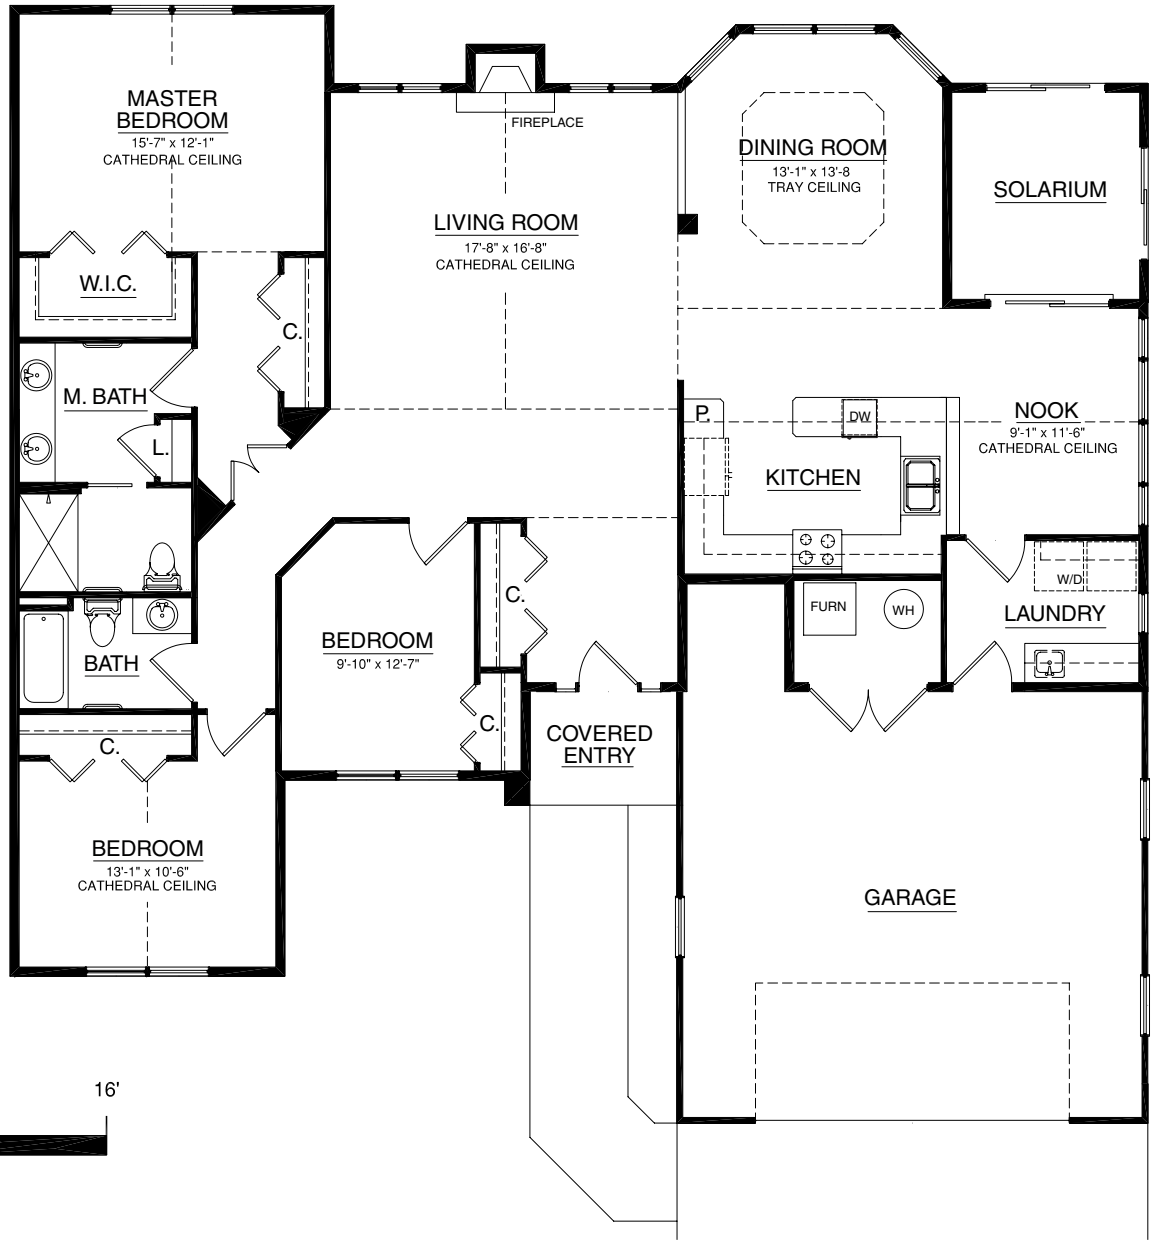 MASTER
BEDROOM
15'-7" x 12'-1"
CATHEDRAL CEILING
FIREPLACE
DINING ROOM
13'-1" x 13'-8
TRAY CEILING
SOLARIUM
LIVING ROOM
17'-8" x 16'-8"
CATHEDRAL CEILING
W.I.C.
C.
M. BATH
L.
P.
DW
NOOK
9'-1" x 11'-6"
CATHEDRAL CEILING
KITCHEN
W/D
FURN
WH
LAUNDRY
C.
BEDROOM
9'-10" x 12'-7"
BATH
C.
COVERED
ENTRY
C.
BEDROOM
13'-1" x 10'-6"
CATHEDRAL CEILING
GARAGE
16'